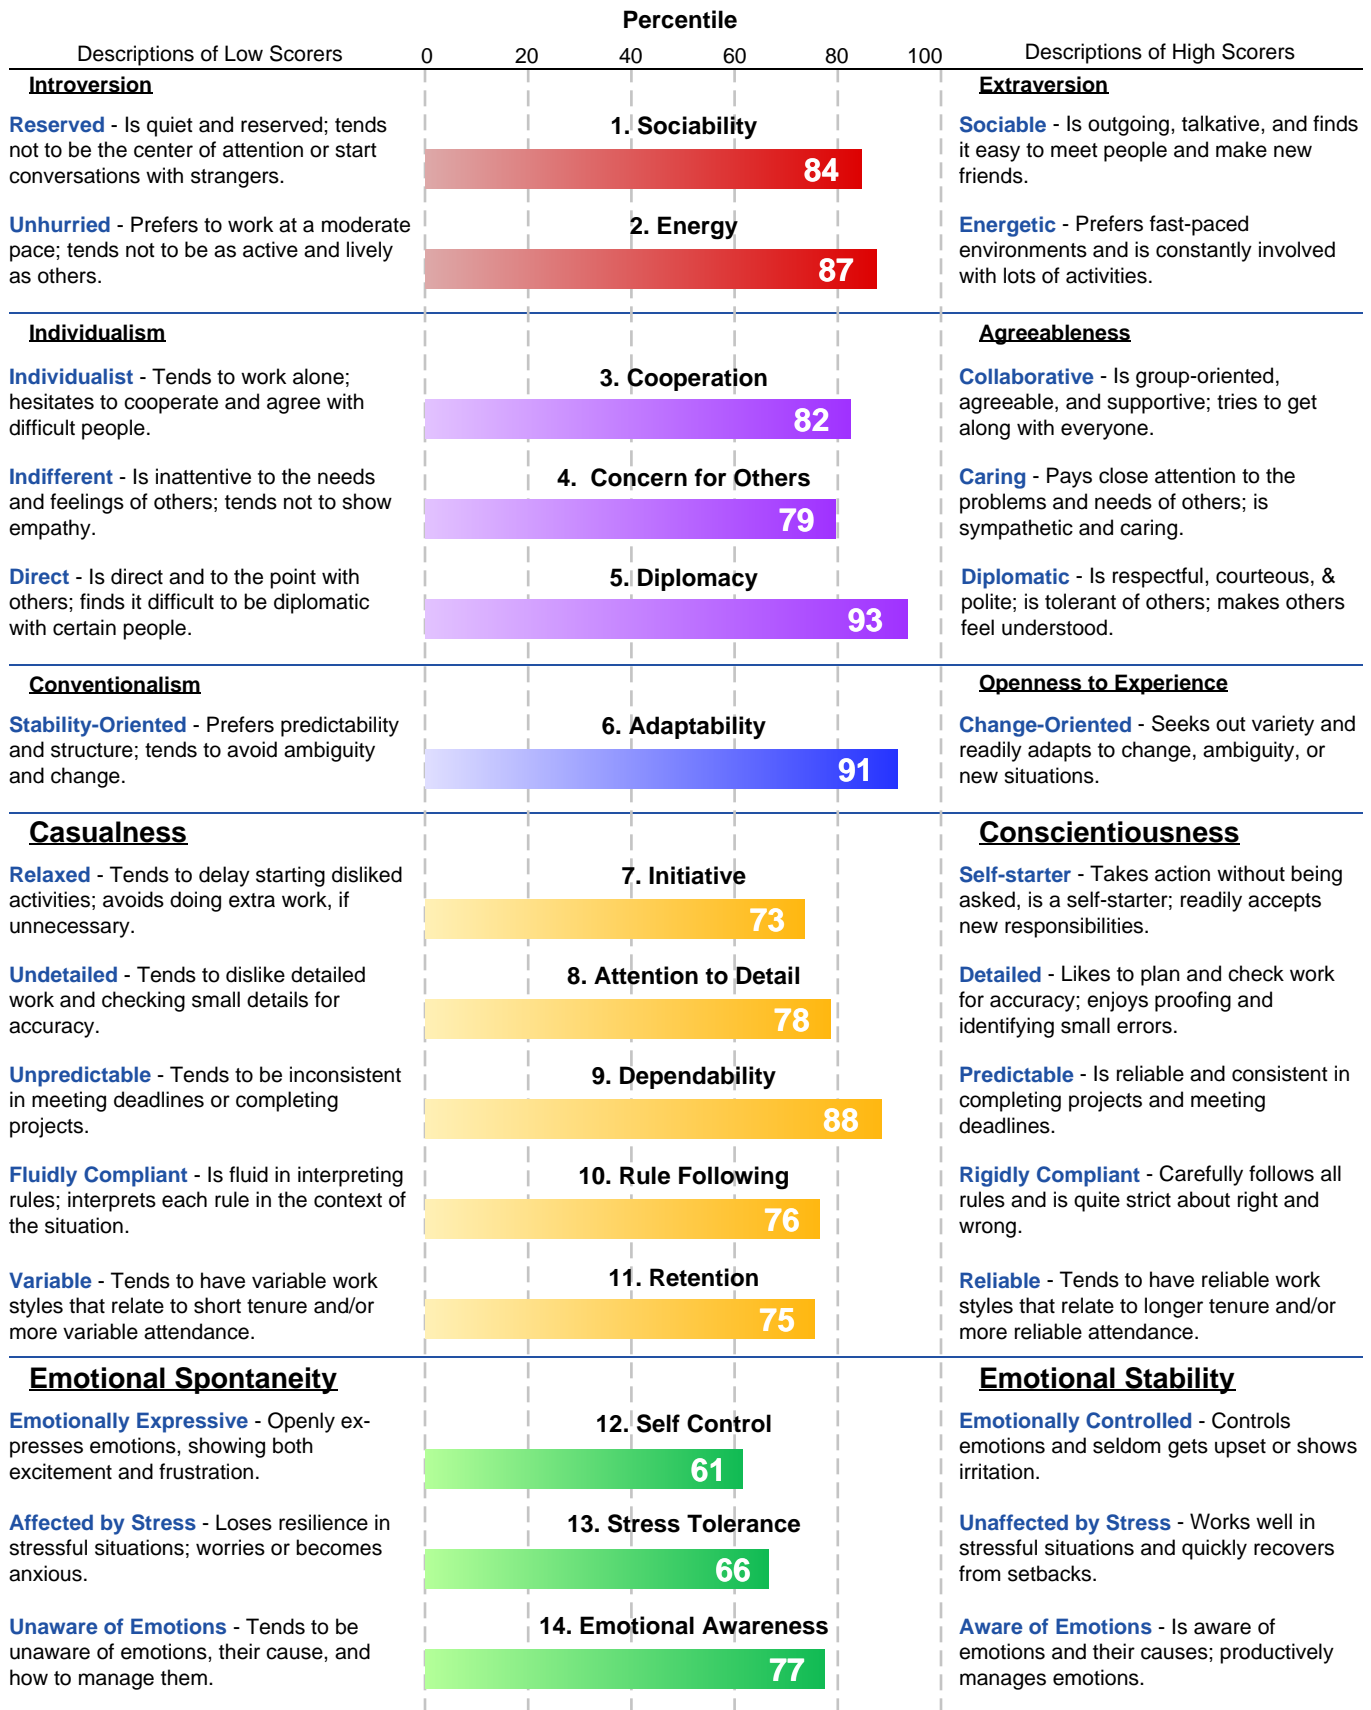 Percentile
Descriptions of Low Scorers 0 20 40 60 80 100 Descriptions of High Scorers
Introversion Extraversion
Reserved - Is quiet and reserved; tends
not to be the center of attention or start
conversations with strangers.
1. Sociability
84
Sociable - Is outgoing, talkative, and finds
it easy to meet people and make new
friends.
Unhurried - Prefers to work at a moderate
pace; tends not to be as active and lively
as others.
2. Energy
87
Energetic - Prefers fast-paced
environments and is constantly involved
with lots of activities.
Individualism Agreeableness
Individualist - Tends to work alone;
hesitates to cooperate and agree with
difficult people.
3. Cooperation
82
Collaborative - Is group-oriented,
agreeable, and supportive; tries to get
along with everyone.
Indifferent - Is inattentive to the needs
and feelings of others; tends not to show
empathy.
4. Concern for Others
79
Caring - Pays close attention to the
problems and needs of others; is
sympathetic and caring.
Direct - Is direct and to the point with
others; finds it difficult to be diplomatic
with certain people.
5. Diplomacy
93
Diplomatic - Is respectful, courteous, &
polite; is tolerant of others; makes others
feel understood.
Conventionalism Openness to Experience
Stability-Oriented - Prefers predictability
and structure; tends to avoid ambiguity
and change.
6. Adaptability
91
Change-Oriented - Seeks out variety and
readily adapts to change, ambiguity, or
new situations.
Casualness Conscientiousness
Relaxed - Tends to delay starting disliked
activities; avoids doing extra work, if
unnecessary.
7. Initiative
73
Self-starter - Takes action without being
asked, is a self-starter; readily accepts
new responsibilities.
Undetailed - Tends to dislike detailed
work and checking small details for
accuracy.
8. Attention to Detail
78
Detailed - Likes to plan and check work
for accuracy; enjoys proofing and
identifying small errors.
Unpredictable - Tends to be inconsistent
in meeting deadlines or completing
projects.
9. Dependability
88
Predictable - Is reliable and consistent in
completing projects and meeting
deadlines.
Fluidly Compliant - Is fluid in interpreting
rules; interprets each rule in the context of
the situation.
10. Rule Following
76
Rigidly Compliant - Carefully follows all
rules and is quite strict about right and
wrong.
Variable - Tends to have variable work
styles that relate to short tenure and/or
more variable attendance.
11. Retention
75
Reliable - Tends to have reliable work
styles that relate to longer tenure and/or
more reliable attendance.
Emotional Spontaneity Emotional Stability
Emotionally Expressive - Openly ex-
presses emotions, showing both
excitement and frustration.
12. Self Control
61
Emotionally Controlled - Controls
emotions and seldom gets upset or shows
irritation.
Affected by Stress - Loses resilience in
stressful situations; worries or becomes
anxious.
13. Stress Tolerance
66
Unaffected by Stress - Works well in
stressful situations and quickly recovers
from setbacks.
Unaware of Emotions - Tends to be
unaware of emotions, their cause, and
how to manage them.
14. Emotional Awareness
77
Aware of Emotions - Is aware of
emotions and their causes; productively
manages emotions.